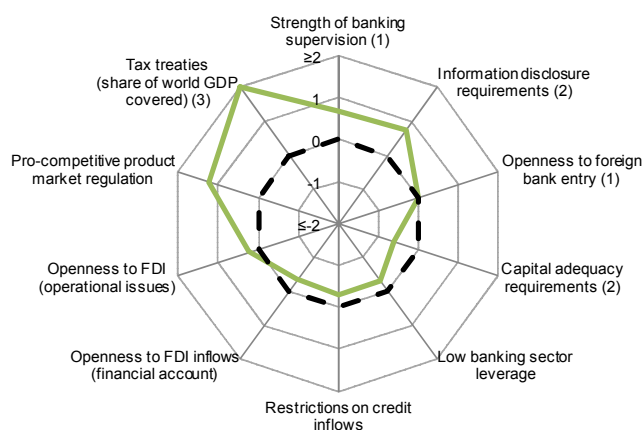 Strength of banking
supervision (1)
Tax treaties
(share of world GDP
covered) (3)
≥2
Information disclosure
requirements (2)
1
Pro-competitive product
market regulation
0
Openness to foreign
bank entry (1)
-1
≤-2
Openness to FDI
(operational issues)
Capital adequacy
requirements (2)
Openness to FDI inflows
(financial account)
Low banking sector
leverage
Restrictions on credit
inflows